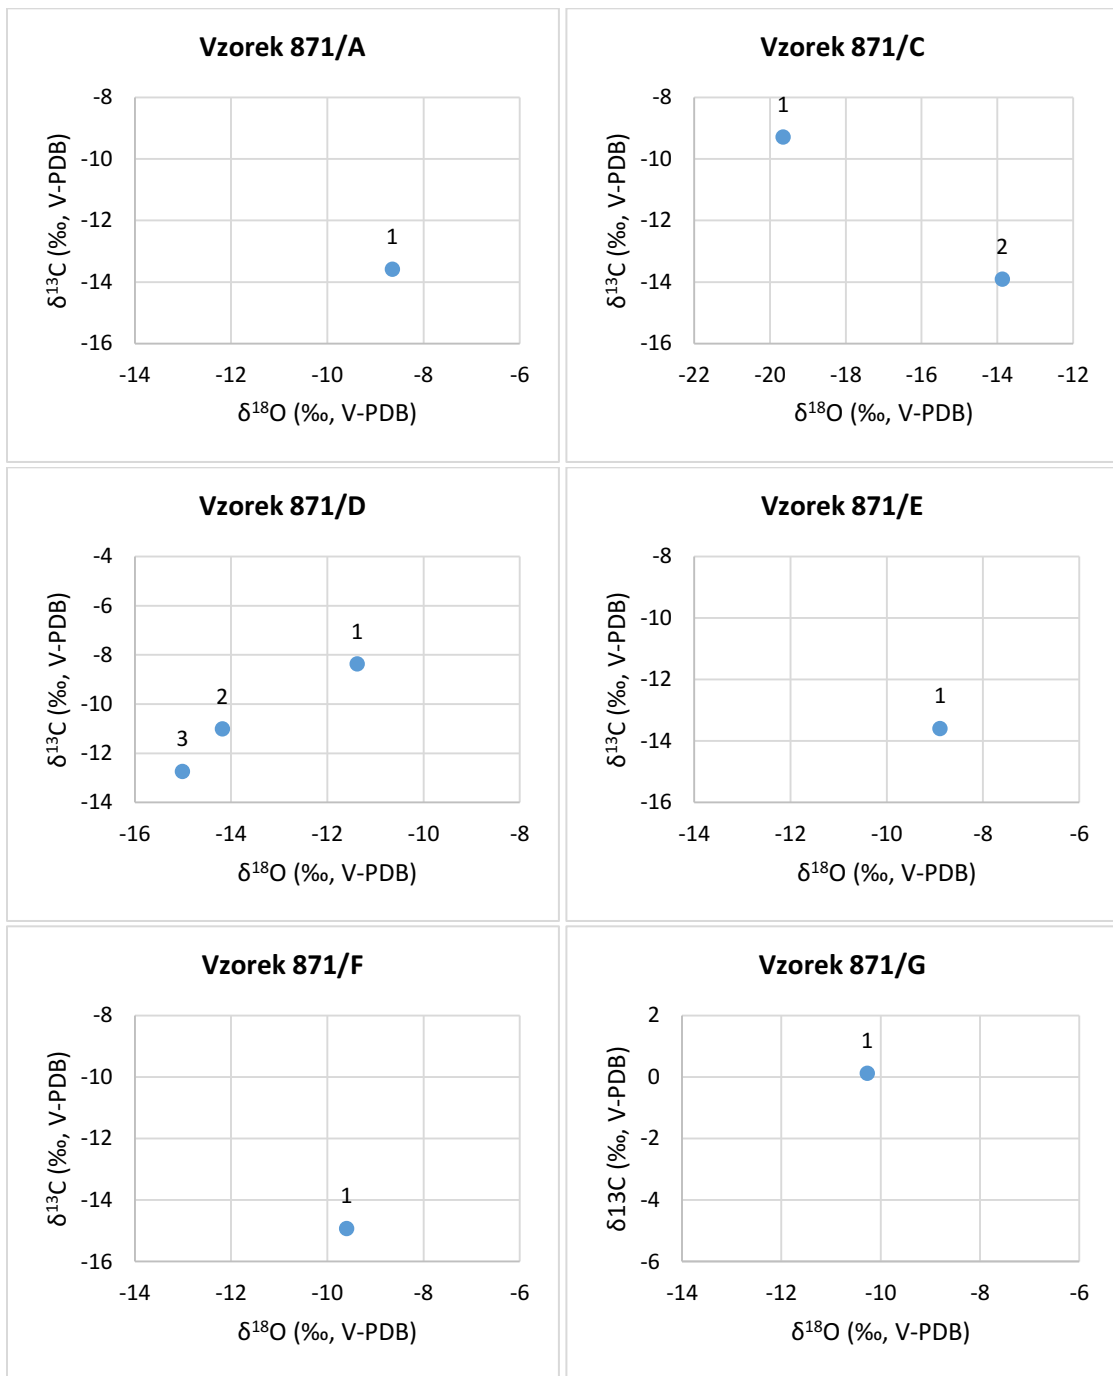 Vzorek 871/A
-8
-10
-12
-14
-16
δ¹³C (‰, V-PDB)
1
-14 -12 -10 -8 -6
δ¹⁸O (‰, V-PDB)
Vzorek 871/C
-8
-10
-12
-14
-16
δ¹³C (‰, V-PDB)
1
2
-22 -20 -18 -16 -14 -12
δ¹⁸O (‰, V-PDB)
Vzorek 871/D
-4
-6
-8
-10
-12
-14
δ¹³C (‰, V-PDB)
1
2
3
-16 -14 -12 -10 -8
δ¹⁸O (‰, V-PDB)
Vzorek 871/E
-8
-10
-12
-14
-16
δ¹³C (‰, V-PDB)
1
-14 -12 -10 -8 -6
δ¹⁸O (‰, V-PDB)
Vzorek 871/F
-8
-10
-12
-14
-16
δ¹³C (‰, V-PDB)
1
-14 -12 -10 -8 -6
δ¹⁸O (‰, V-PDB)
Vzorek 871/G
2
0
-2
-4
-6
δ13C (‰, V-PDB)
1
-14 -12 -10 -8 -6
δ¹⁸O (‰, V-PDB)